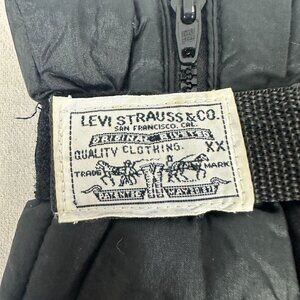 LEVI STRAUSS & CO.
SAN FRANCISCO, CAL.
ORIGINAL RIVETED
QUALITY CLOTHING. XX
TRADE MARK